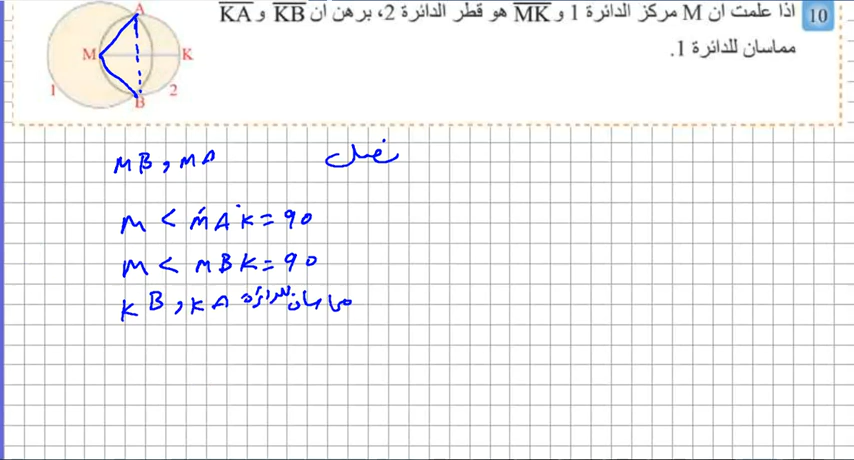 10 اذا علمت ان M مركز الدائرة 1 و MK هو قطر الدائرة 2، برهن ان KB و KA
مماسان للدائرة 1.
A
M
K
1
2
B
نصل MB , MA
M < MAK = 90
M < MBK = 90
KB , KA مماسان للدائرة